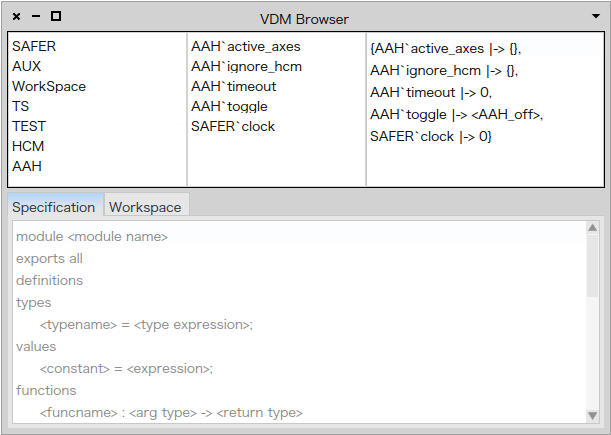 VDM Browser
SAFER
AUX
WorkSpace
TS
TEST
HCM
AAH
AAH`active_axes
AAH`ignore_hcm
AAH`timeout
AAH`toggle
SAFER`clock
{AAH`active_axes |-> {},
AAH`ignore_hcm |-> {},
AAH`timeout |-> 0,
AAH`toggle |-> <AAH_off>,
SAFER`clock |-> 0}
Specification
Workspace
module <module name>
exports all
definitions
types
<typename> = <type expression>;
values
<constant> = <expression>;
functions
<funcname> : <arg type> -> <return type>